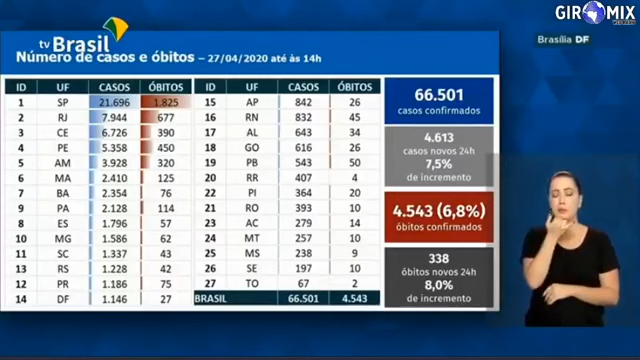 GIROMIX
tv Brasil
Brasília DF
Número de casos e óbitos – 27/04/2020 até às 14h
ID UF CASOS ÓBITOS ID UF CASOS ÓBITOS
1 SP 21.696 1.825 15 AP 842 26
2 RJ 7.944 677 16 RN 832 45
3 CE 6.726 390 17 AL 643 34
4 PE 5.358 450 18 GO 616 26
5 AM 3.928 320 19 PB 543 50
6 MA 2.410 125 20 RR 407 4
7 BA 2.354 76 22 PI 364 20
9 PA 2.128 114 21 RO 393 10
8 ES 1.796 57 23 AC 279 14
10 MG 1.586 62 24 MT 257 10
11 SC 1.337 43 25 MS 238 9
13 RS 1.228 42 26 SE 197 10
12 PR 1.186 75 27 TO 67 2
14 DF 1.146 27 BRASIL 66.501 4.543
66.501
casos confirmados
4.613
casos novos 24h
7,5%
de incremento
4.543 (6,8%)
óbitos confirmados
338
óbitos novos 24h
8,0%
de incremento